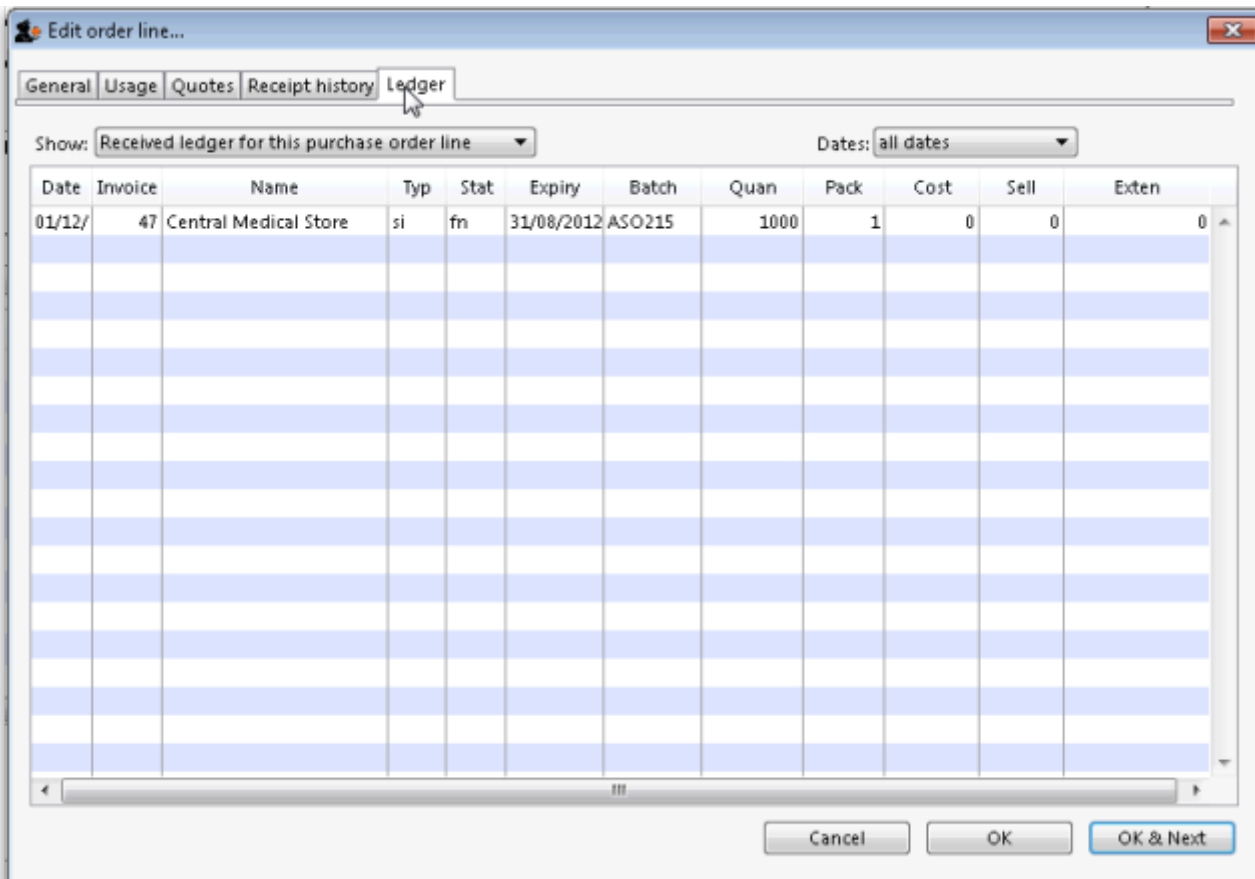 Edit order line...
General Usage Quotes Receipt history Ledger
Show: Received ledger for this purchase order line Dates: all dates
Date Invoice Name Typ Stat Expiry Batch Quan Pack Cost Sell Exten
01/12/ 47 Central Medical Store si fn 31/08/2012 ASO215 1000 1 0 0 0
Cancel OK OK & Next